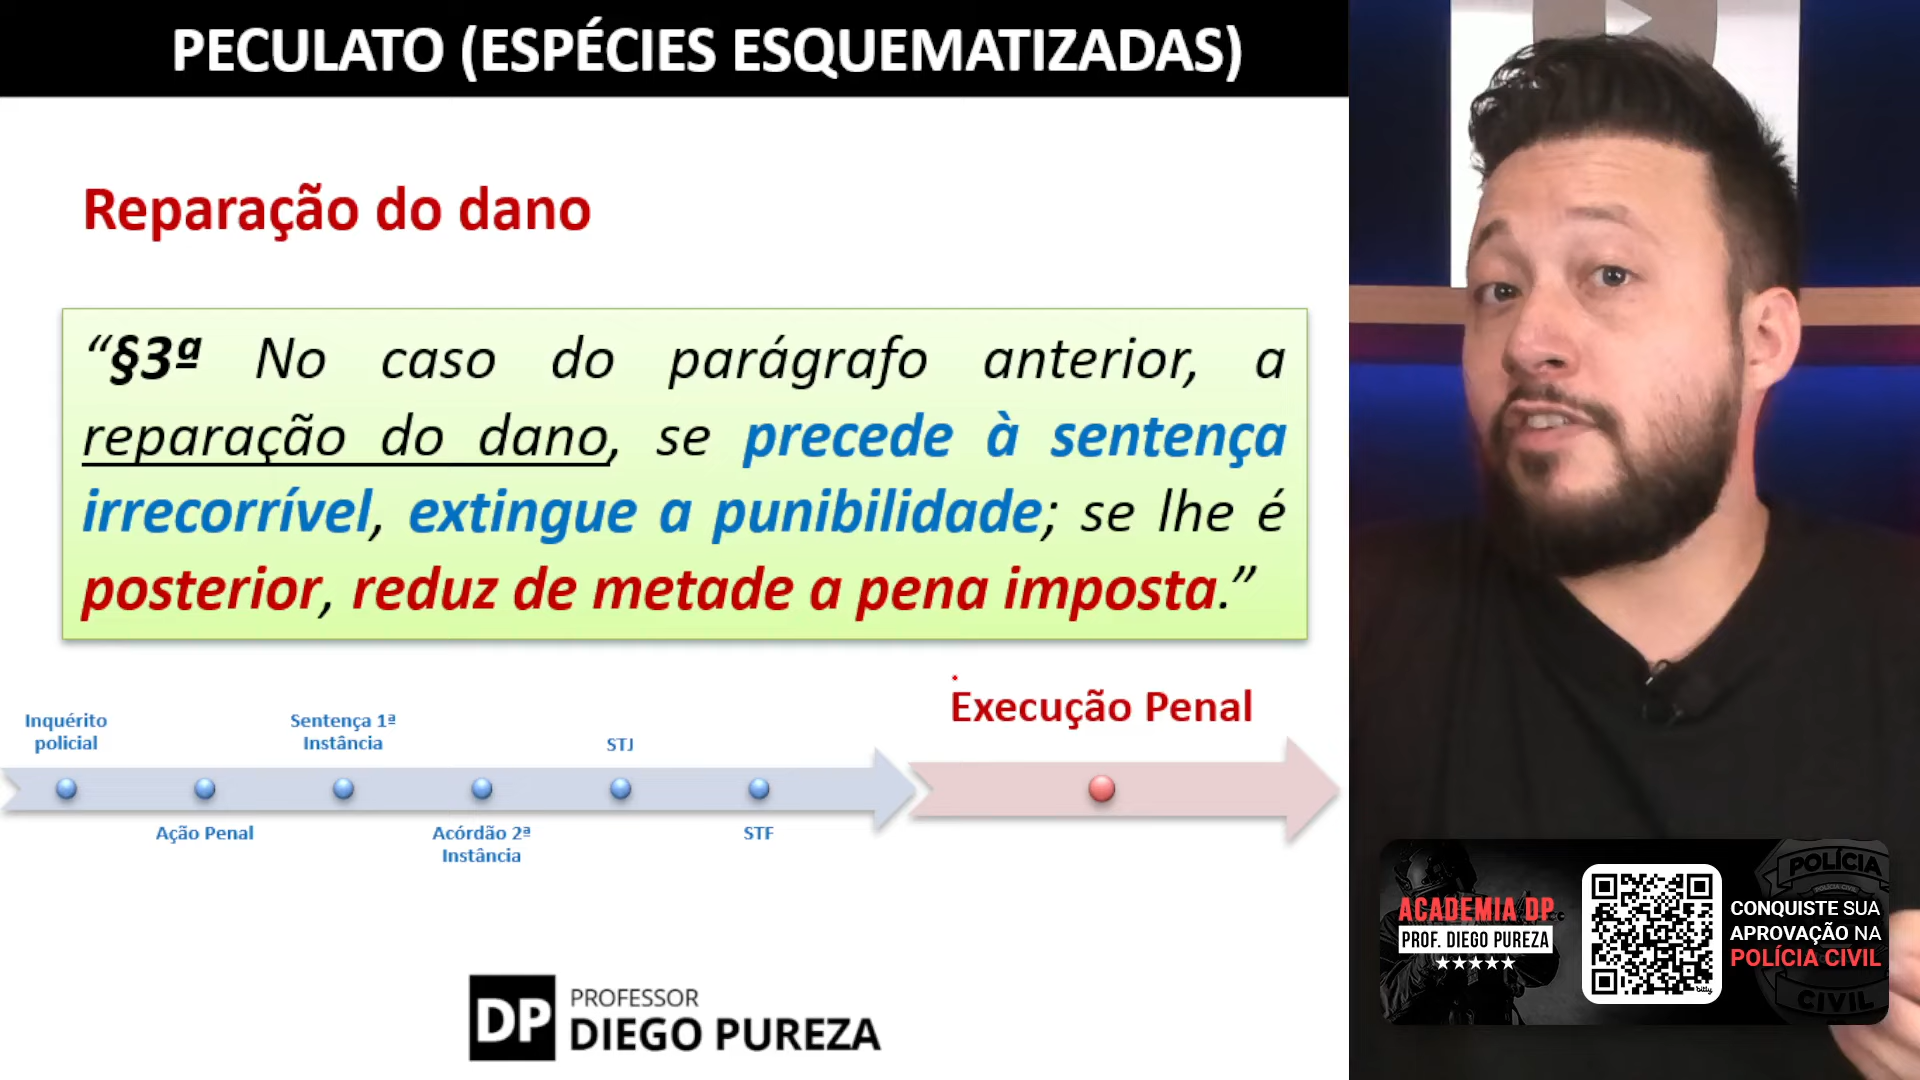 PECULATO (ESPÉCIES ESQUEMATIZADAS)
Reparação do dano
“§3ª No caso do parágrafo anterior, a
reparação do dano, se precede à sentença
irrecorrível, extingue a punibilidade; se lhe é
posterior, reduz de metade a pena imposta.”
Execução Penal
Inquérito
policial
Sentença 1ª
Instância
STJ
Ação Penal
Acórdão 2ª
Instância
STF
DP
PROFESSOR
DIEGO PUREZA
ACADEMIA DP
PROF. DIEGO PUREZA
CONQUISTE SUA
APROVAÇÃO NA
POLÍCIA CIVIL
POLÍCIA
CIVIL
bitly